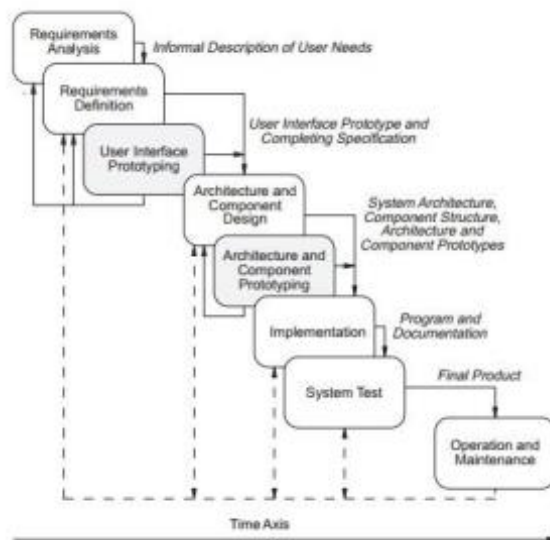 Requirements
Analysis
Informal Description of User Needs
Requirements
Definition
User Interface Prototype and
Completing Specification
User Interface
Prototyping
Architecture and
Component
Design
System Architecture,
Component Structure,
Architecture and
Component Prototypes
Architecture and
Component
Prototyping
Implementation
Program and
Documentation
System Test
Final Product
Operation and
Maintenance
Time Axis